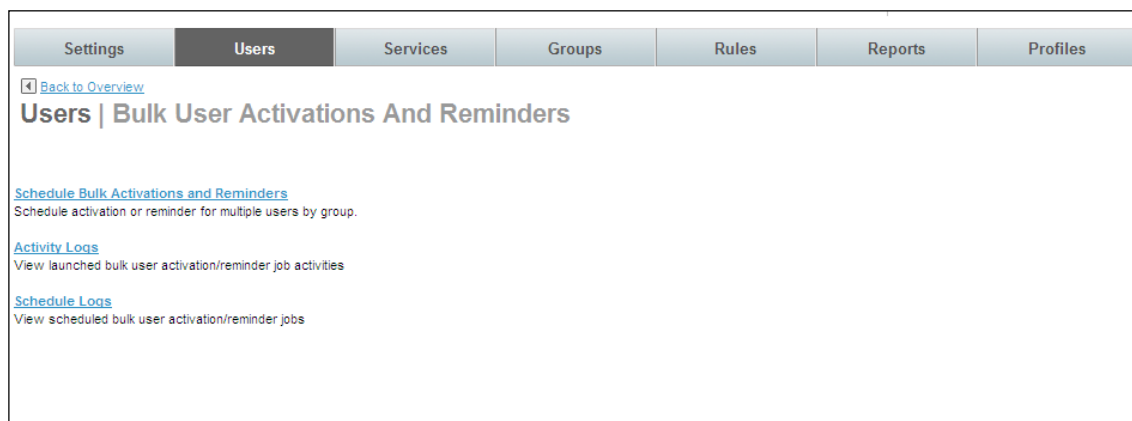 Settings Users Services Groups Rules Reports Profiles
Back to Overview
Users | Bulk User Activations And Reminders
Schedule Bulk Activations and Reminders
Schedule activation or reminder for multiple users by group.
Activity Logs
View launched bulk user activation/reminder job activities
Schedule Logs
View scheduled bulk user activation/reminder jobs